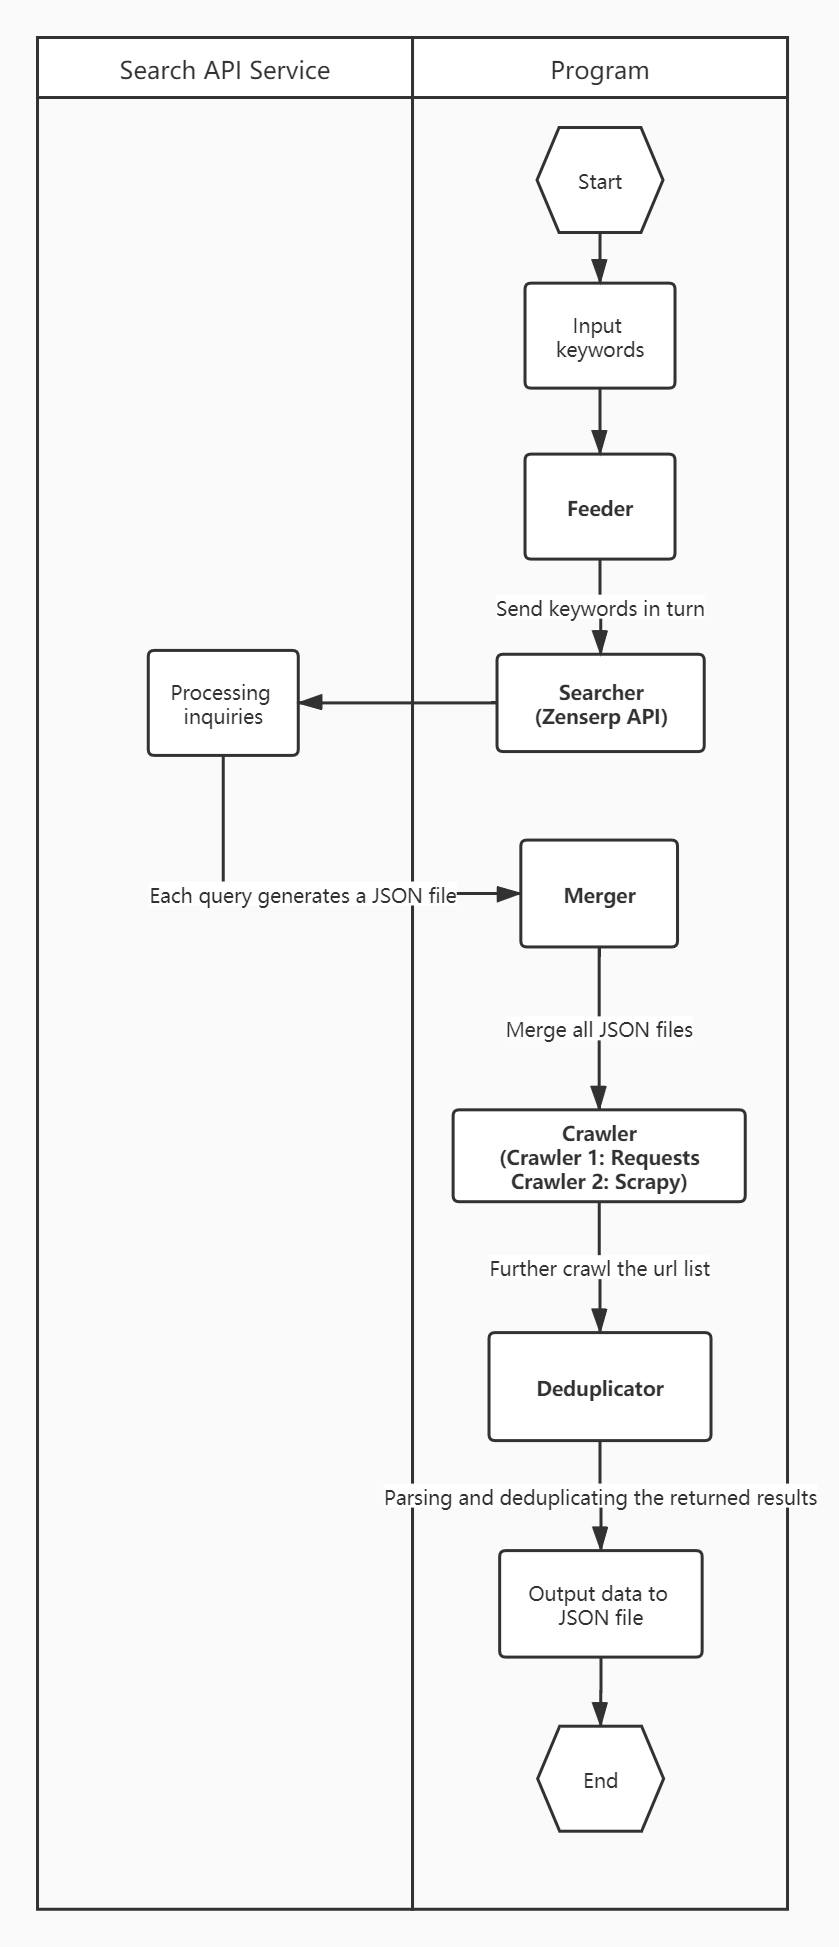 Search API Service
Program
Start
Input
keywords
Feeder
Send keywords in turn
Searcher
(Zenserp API)
Processing
inquiries
Each query generates a JSON file
Merger
Merge all JSON files
Crawler
(Crawler 1: Requests
Crawler 2: Scrapy)
Further crawl the url list
Deduplicator
Parsing and deduplicating the returned results
Output data to
JSON file
End